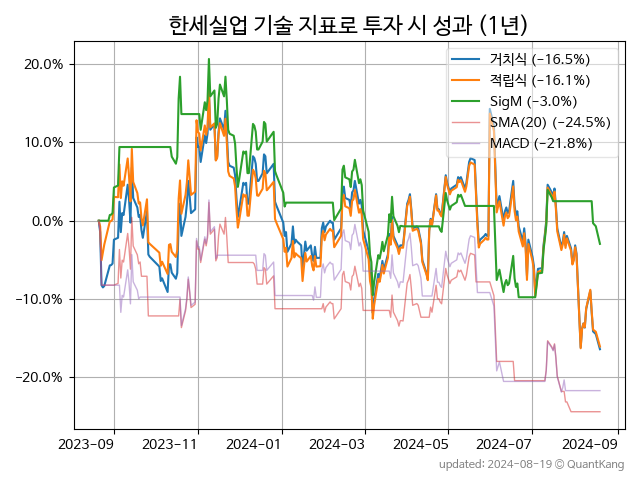 한세실업 기술 지표로 투자 시 성과 (1년)
거치식 (−16.5%)
적립식 (−16.1%)
SigM (−3.0%)
SMA(20) (−24.5%)
MACD (−21.8%)
20.0%
10.0%
0.0%
−10.0%
−20.0%
2023-09 2023-11 2024-01 2024-03 2024-05 2024-07 2024-09
updated: 2024-08-19 © QuantKang